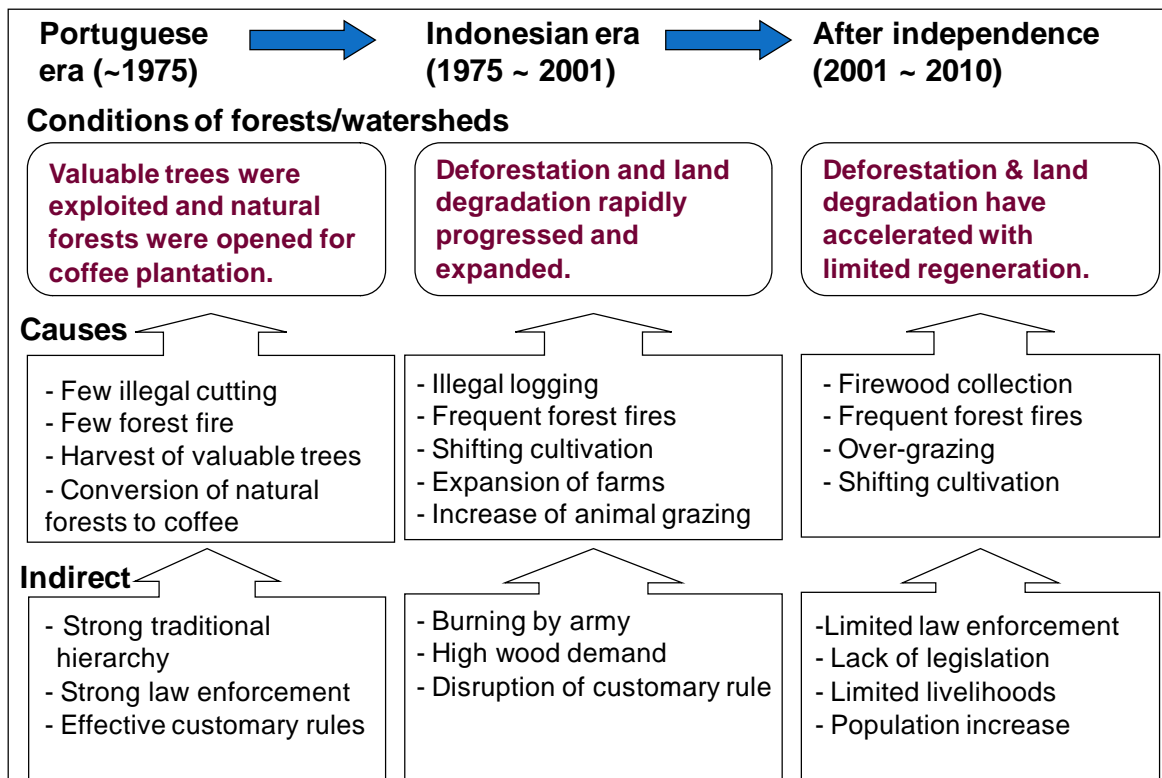 Portuguese
era (~1975)
Indonesian era
(1975 ~ 2001)
After independence
(2001 ~ 2010)
Conditions of forests/watersheds
Valuable trees were
exploited and natural
forests were opened for
coffee plantation.
Deforestation and land
degradation rapidly
progressed and
expanded.
Deforestation & land
degradation have
accelerated with
limited regeneration.
Causes
- Few illegal cutting
- Few forest fire
- Harvest of valuable trees
- Conversion of natural
forests to coffee
- Illegal logging
- Frequent forest fires
- Shifting cultivation
- Expansion of farms
- Increase of animal grazing
- Firewood collection
- Frequent forest fires
- Over-grazing
- Shifting cultivation
Indirect
- Strong traditional
hierarchy
- Strong law enforcement
- Effective customary rules
- Burning by army
- High wood demand
- Disruption of customary rule
-Limited law enforcement
- Lack of legislation
- Limited livelihoods
- Population increase